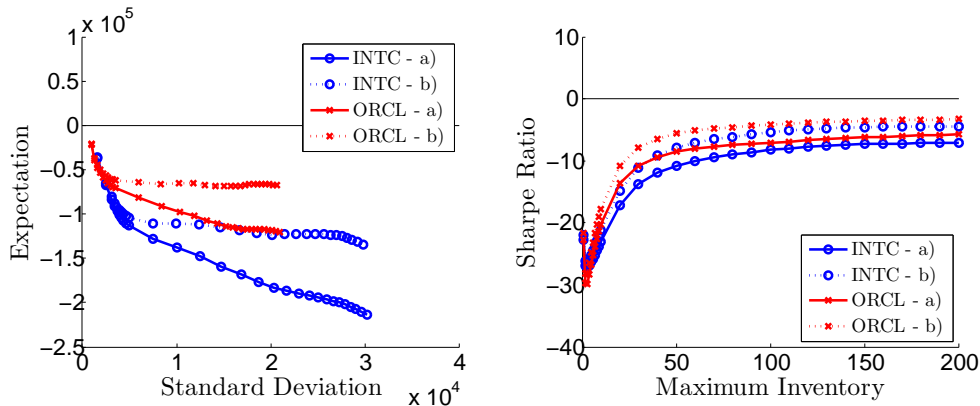 x 10^5
1
0.5
0
−0.5
−1
−1.5
−2
−2.5
Expectation
INTC - a)
INTC - b)
ORCL - a)
ORCL - b)
0 1 2 3 4
Standard Deviation
x 10^4
10
0
−10
−20
−30
−40
Sharpe Ratio
INTC - a)
INTC - b)
ORCL - a)
ORCL - b)
0 50 100 150 200
Maximum Inventory